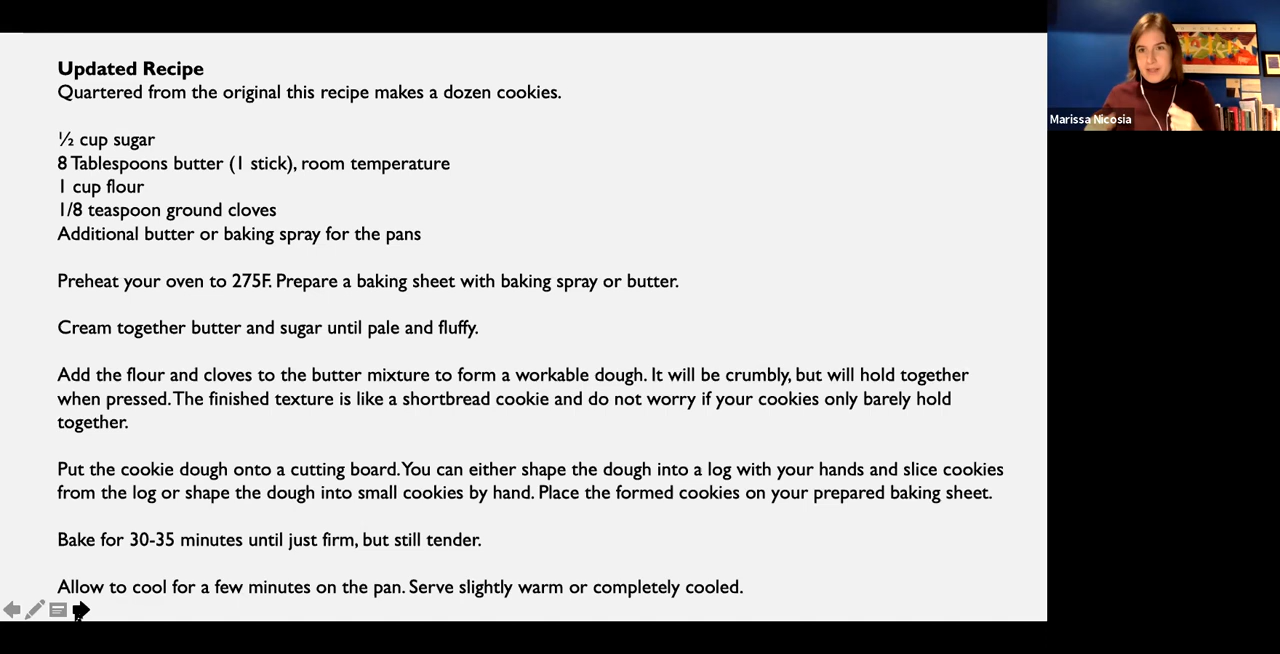 Updated Recipe
Quartered from the original this recipe makes a dozen cookies.
½ cup sugar
8 Tablespoons butter (1 stick), room temperature
1 cup flour
1/8 teaspoon ground cloves
Additional butter or baking spray for the pans
Preheat your oven to 275F. Prepare a baking sheet with baking spray or butter.
Cream together butter and sugar until pale and fluffy.
Add the flour and cloves to the butter mixture to form a workable dough. It will be crumbly, but will hold together
when pressed. The finished texture is like a shortbread cookie and do not worry if your cookies only barely hold
together.
Put the cookie dough onto a cutting board. You can either shape the dough into a log with your hands and slice cookies
from the log or shape the dough into small cookies by hand. Place the formed cookies on your prepared baking sheet.
Bake for 30-35 minutes until just firm, but still tender.
Allow to cool for a few minutes on the pan. Serve slightly warm or completely cooled.
Marissa Nicosia